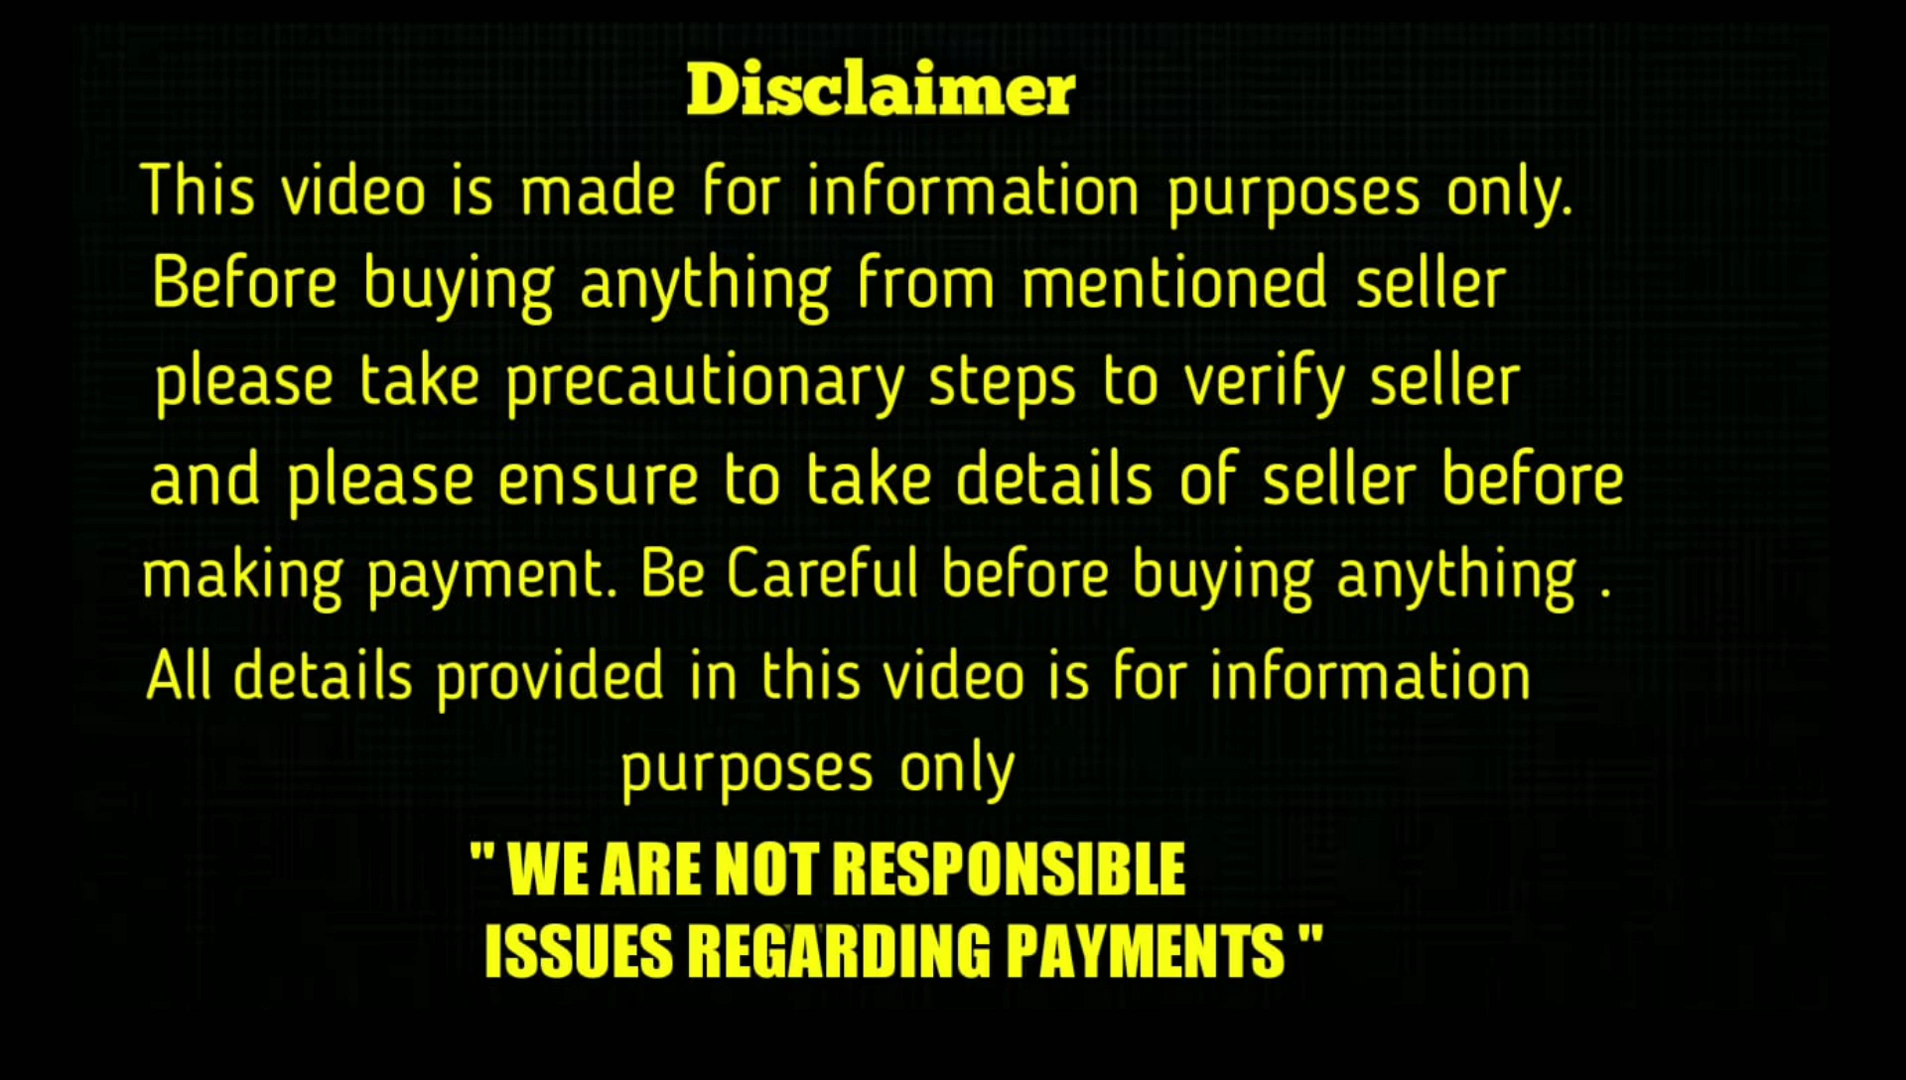 Disclaimer
This video is made for information purposes only.
Before buying anything from mentioned seller
please take precautionary steps to verify seller
and please ensure to take details of seller before
making payment. Be Careful before buying anything .
All details provided in this video is for information
purposes only
" WE ARE NOT RESPONSIBLE
ISSUES REGARDING PAYMENTS "